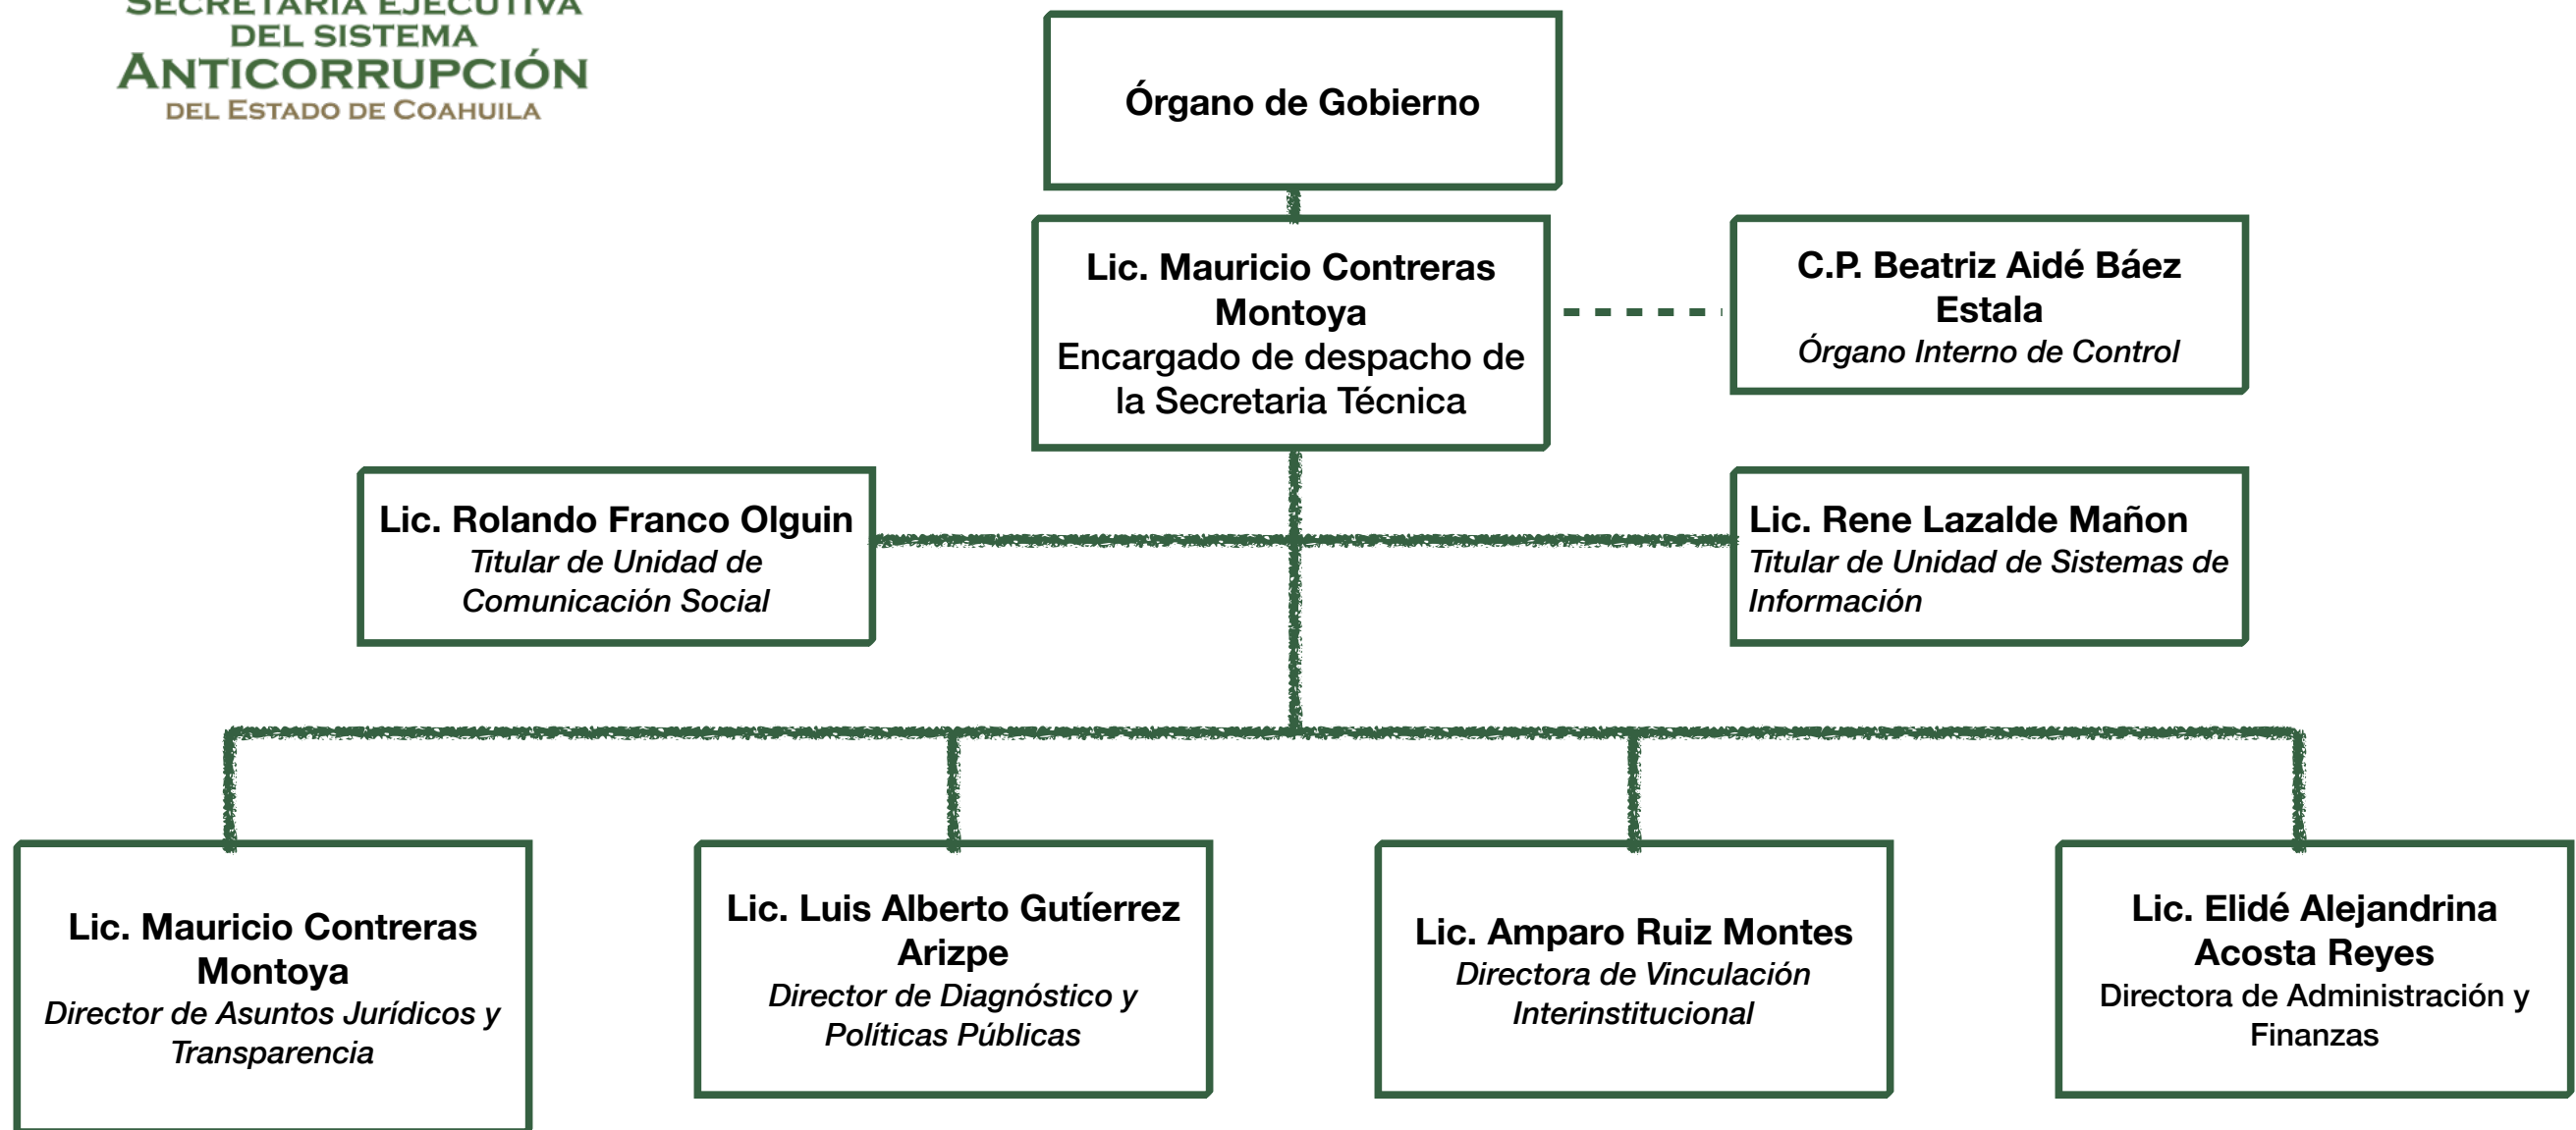 SECRETARÍA EJECUTIVA
DEL SISTEMA
ANTICORRUPCIÓN
DEL ESTADO DE COAHUILA
Órgano de Gobierno
Lic. Mauricio Contreras
Montoya
Encargado de despacho de
la Secretaria Técnica
C.P. Beatriz Aidé Báez
Estala
Órgano Interno de Control
Lic. Rolando Franco Olguin
Titular de Unidad de
Comunicación Social
Lic. Rene Lazalde Mañon
Titular de Unidad de Sistemas de
Información
Lic. Mauricio Contreras
Montoya
Director de Asuntos Jurídicos y
Transparencia
Lic. Luis Alberto Gutíerrez
Arizpe
Director de Diagnóstico y
Políticas Públicas
Lic. Amparo Ruiz Montes
Directora de Vinculación
Interinstitucional
Lic. Elidé Alejandrina
Acosta Reyes
Directora de Administración y
Finanzas